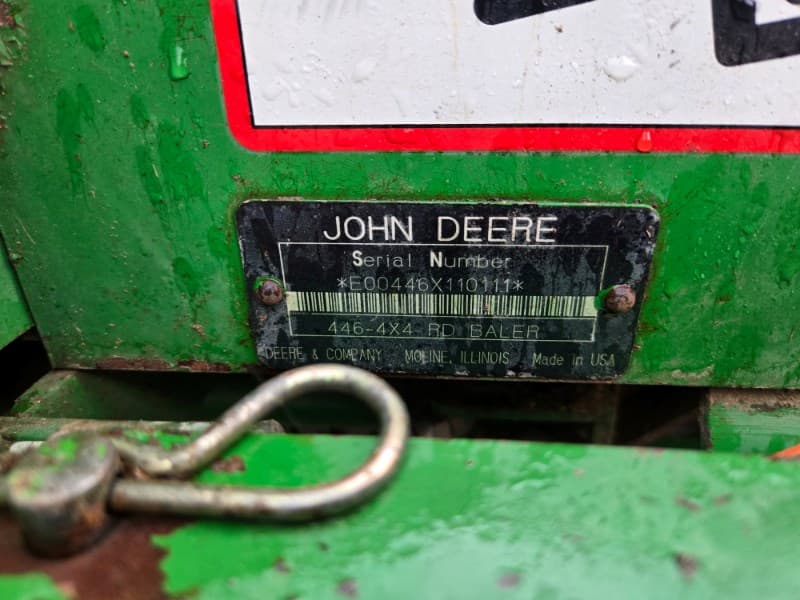 JOHN DEERE
Serial Number
*E00446X110111*
446-4X4 RD BALER
DEERE & COMPANY MOLINE, ILLINOIS Made in USA